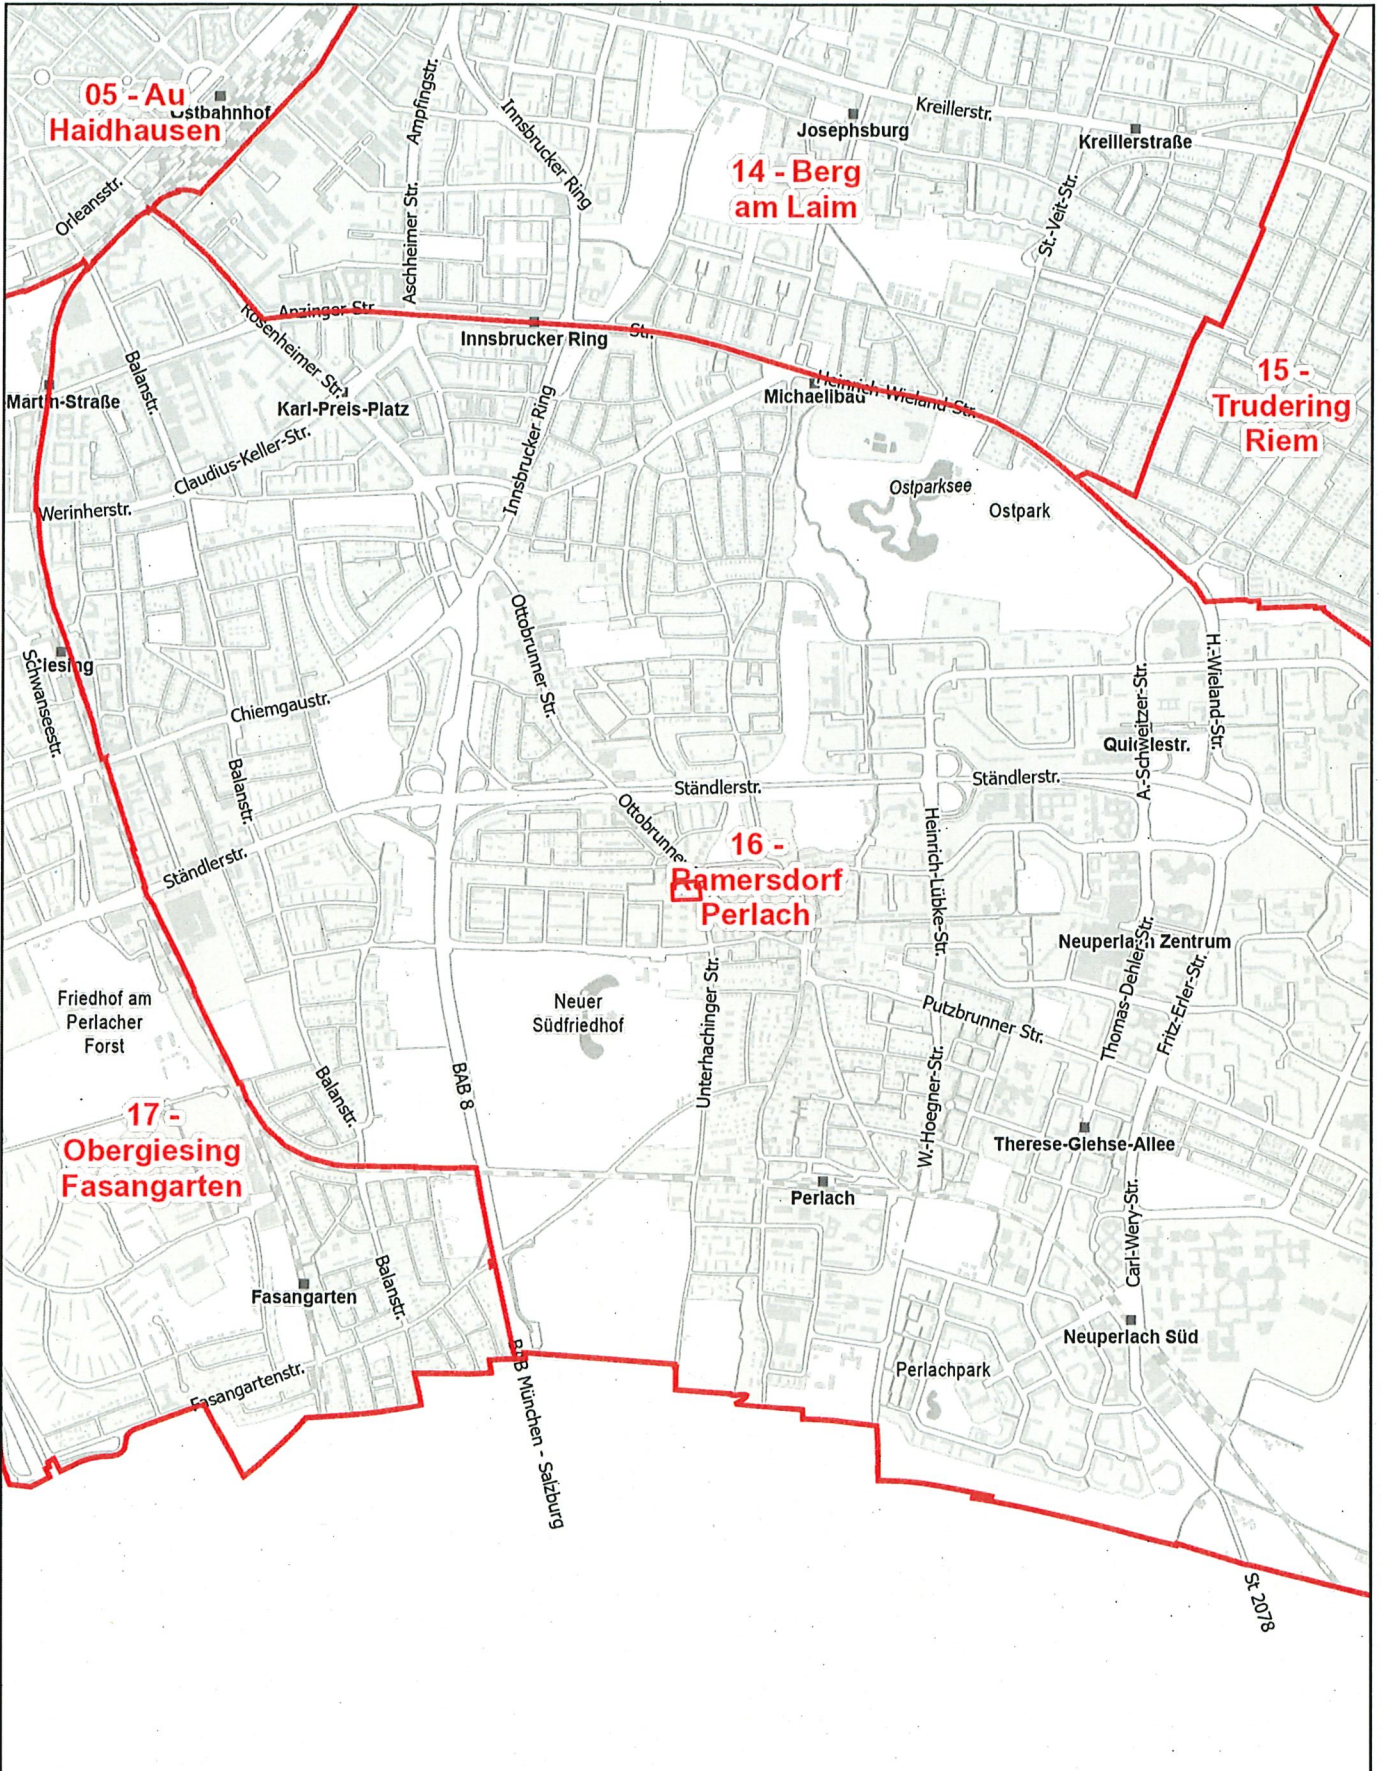 05 - Au
Haidhausen
Ostbahnhof
Orleansstr.
Ampfingstr.
Aschheimer Str.
Innsbrucker Ring
Josephsburg
Kreillerstr.
Kreillerstraße
14 - Berg
am Laim
St.-Veit-Str.
Anzinger Str.
Rosenheimer Str.
Innsbrucker Ring
Str.
Balanstr.
Martin-Straße
Karl-Preis-Platz
Michaelibad
Heinrich-Wieland-Str.
15 -
Trudering
Riem
Claudius-Keller-Str.
Innsbrucker Ring
Werinherstr.
Ostparksee
Ostpark
Giesing
Schwanseestr.
Ottobrunner Str.
Chiemgaustr.
A.-Schweitzer-Str.
H.-Wieland-Str.
Quiddestr.
Balanstr.
Ständlerstr.
Ständlerstr.
Ottobrunner
Heinrich-Lübke-Str.
Ständlerstr.
16 -
Ramersdorf
Perlach
Neuperlach Zentrum
Thomas-Dehler-Str.
Fritz-Erler-Str.
Friedhof am
Perlacher
Forst
Neuer
Südfriedhof
Unterhachinger Str.
Putzbrunner Str.
BAB 8
Balanstr.
W.-Hoegner-Str.
17 -
Obergiesing
Fasangarten
Therese-Giehse-Allee
Perlach
Carl-Wery-Str.
Fasangarten
Balanstr.
Neuperlach Süd
Fasangartenstr.
BAB München - Salzburg
Perlachpark
St 2078